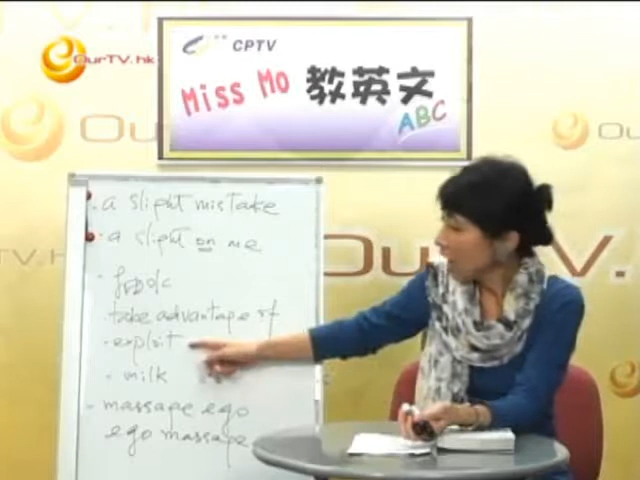 OurTV.hk
CPTV
Miss Mo 教英文
ABC
a slight mistake
a slight on me
take advantage of
exploit
milk
massage ego
ego massage
OurTV.